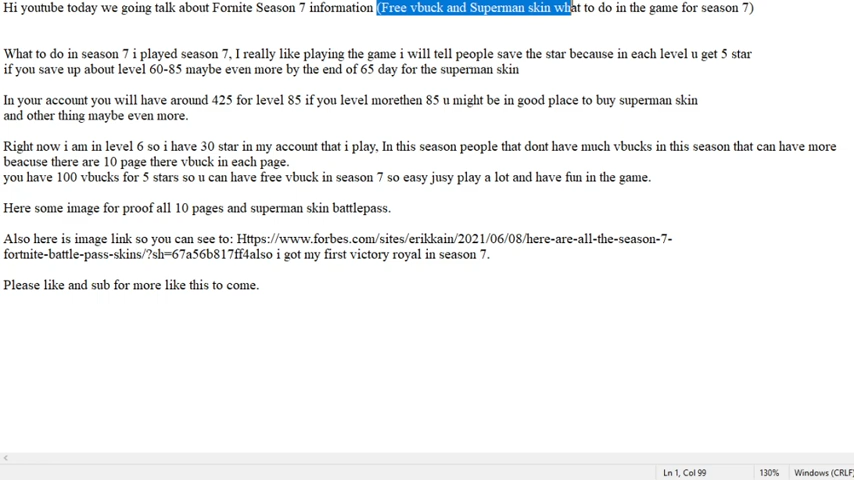 Hi youtube today we going talk about Fornite Season 7 information (Free vbuck and Superman skin what to do in the game for season 7)
What to do in season 7 i played season 7, I really like playing the game i will tell people save the star because in each level u get 5 star
if you save up about level 60-85 maybe even more by the end of 65 day for the superman skin
In your account you will have around 425 for level 85 if you level morethen 85 u might be in good place to buy superman skin
and other thing maybe even more.
Right now i am in level 6 so i have 30 star in my account that i play, In this season people that dont have much vbucks in this season that can have more
beacuse there are 10 page there vbuck in each page.
you have 100 vbucks for 5 stars so u can have free vbuck in season 7 so easy jusy play a lot and have fun in the game.
Here some image for proof all 10 pages and superman skin battlepass.
Also here is image link so you can see to: Https://www.forbes.com/sites/erikkain/2021/06/08/here-are-all-the-season-7-
fortnite-battle-pass-skins/?sh=67a56b817ff4also i got my first victory royal in season 7.
Please like and sub for more like this to come.
Ln 1, Col 99 130% Windows (CRLF